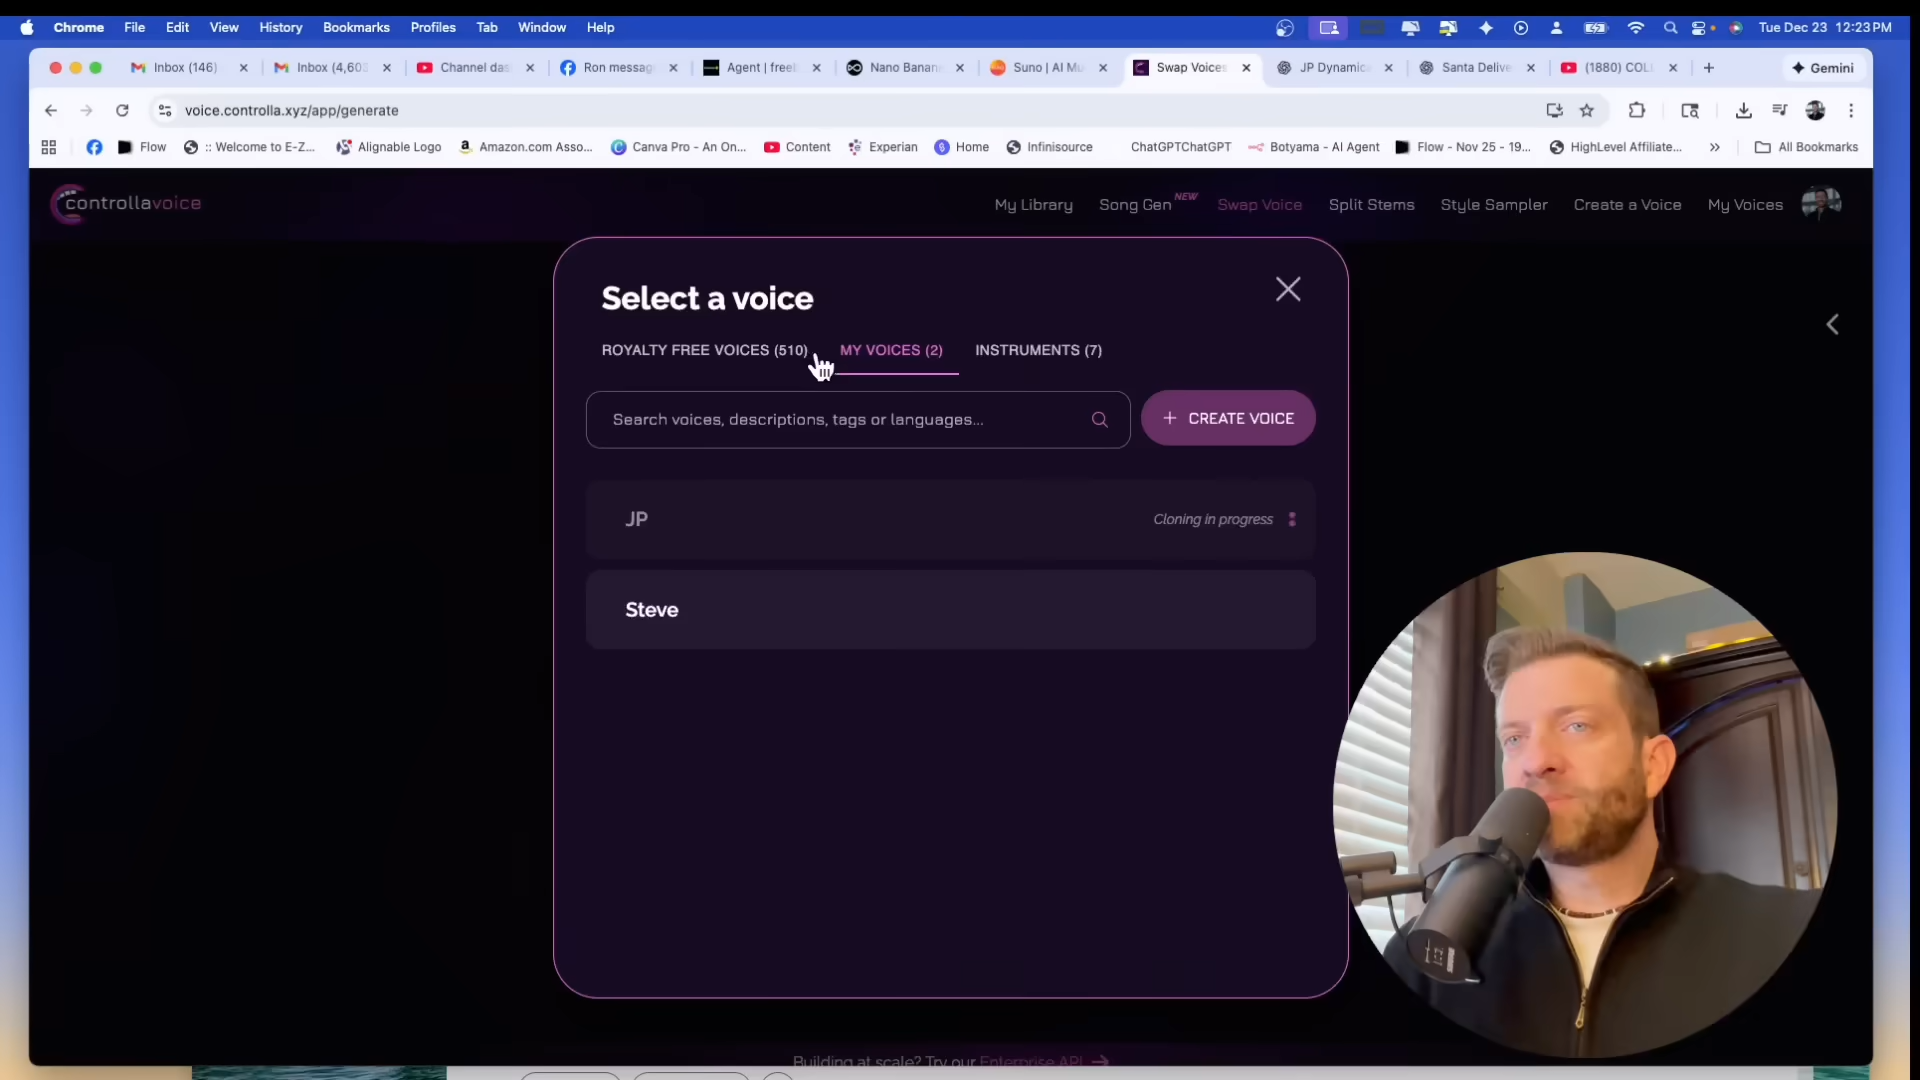 Chrome File Edit View History Bookmarks Profiles Tab Window Help Tue Dec 23 12:23 PM
Inbox (146) Inbox (4,603 Channel das Ron messag Agent | free Nano Banan Suno | AI Mu Swap Voices JP Dynamic Santa Delive (1880) COL Gemini
voice.controlla.xyz/app/generate
Flow :: Welcome to E-Z... Alignable Logo Amazon.com Asso... Canva Pro - An On... Content Experian Home Infinisource ChatGPTChatGPT Botyama - AI Agent Flow - Nov 25 - 19... HighLevel Affiliate... All Bookmarks
controllavoice My Library Song Gen NEW Swap Voice Split Stems Style Sampler Create a Voice My Voices
Select a voice
ROYALTY FREE VOICES (510) MY VOICES (2) INSTRUMENTS (7)
Search voices, descriptions, tags or languages... + CREATE VOICE
JP Cloning in progress
Steve
Building at scale? Try our Enterprise API →